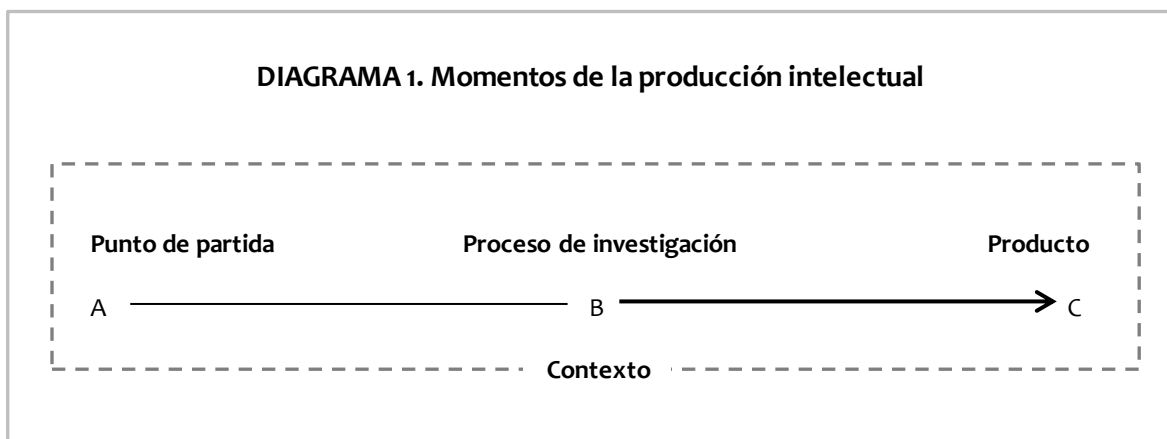 DIAGRAMA 1. Momentos de la producción intelectual
Punto de partida Proceso de investigación Producto
A B C
Contexto